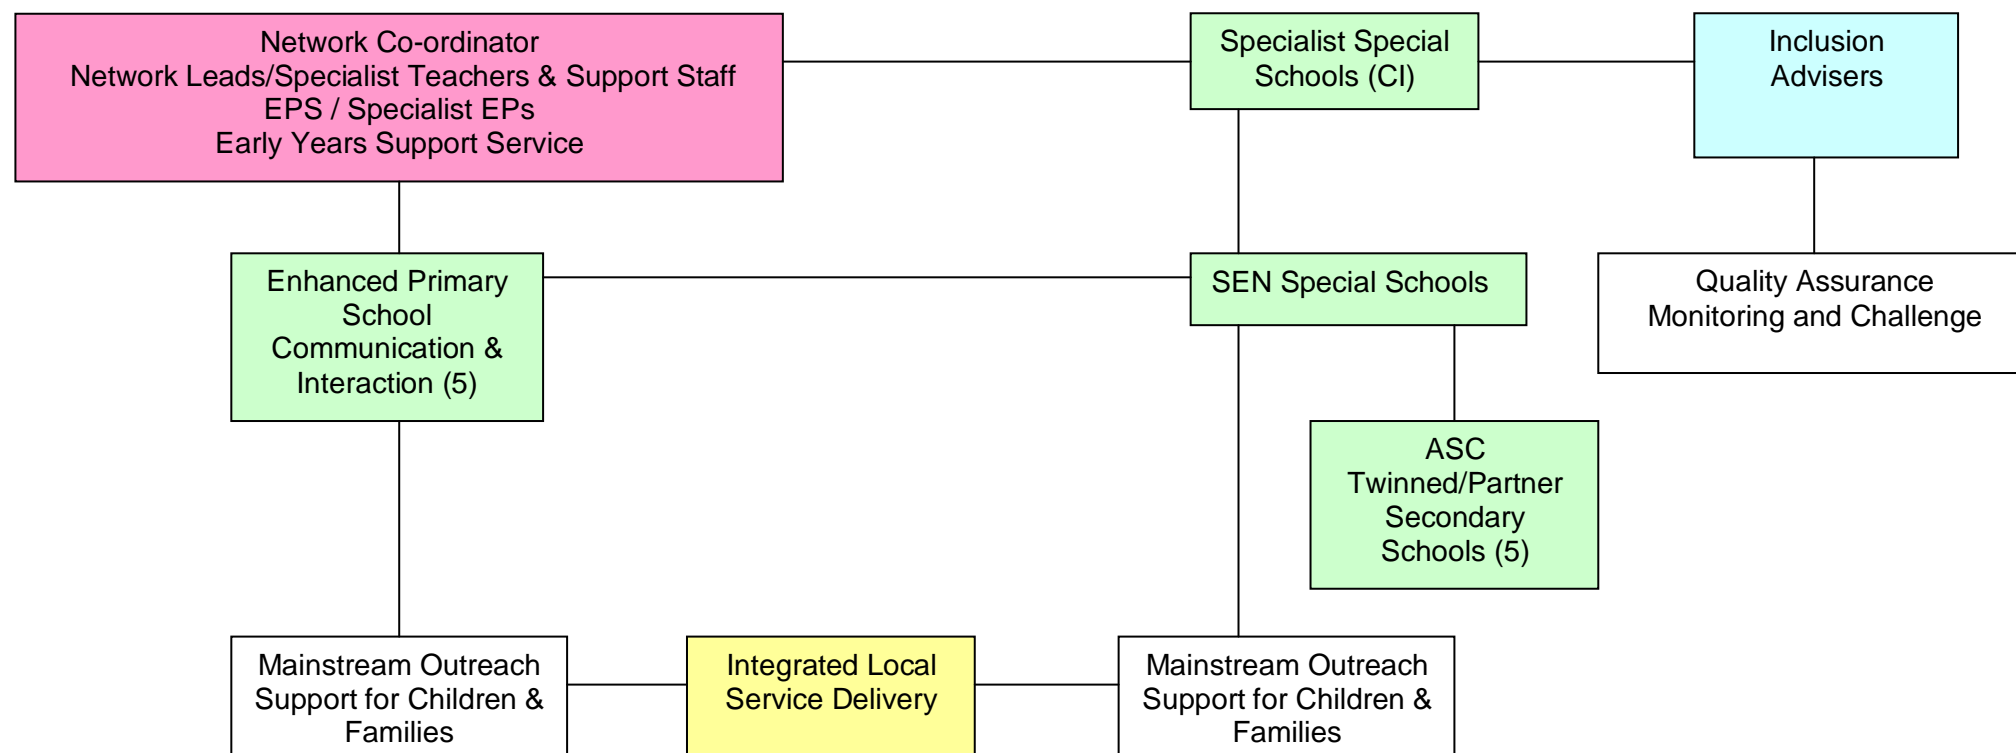 Network Co-ordinator
Network Leads/Specialist Teachers & Support Staff
EPS / Specialist EPs
Early Years Support Service
Specialist Special
Schools (CI)
Inclusion
Advisers
Enhanced Primary
School
Communication &
Interaction (5)
SEN Special Schools
Quality Assurance
Monitoring and Challenge
ASC
Twinned/Partner
Secondary
Schools (5)
Mainstream Outreach
Support for Children &
Families
Integrated Local
Service Delivery
Mainstream Outreach
Support for Children &
Families